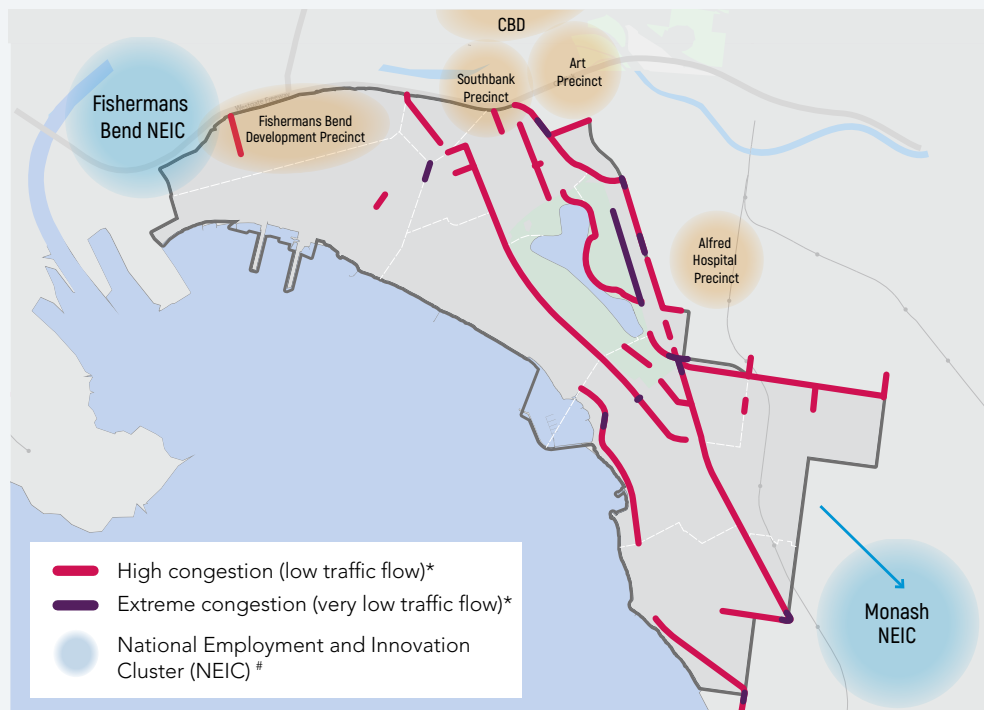 CBD
Art
Precinct
Southbank
Precinct
Fishermans
Bend NEIC
Fishermans Bend
Development Precinct
Alfred
Hospital
Precinct
Monash
NEIC
High congestion (low traffic flow)*
Extreme congestion (very low traffic flow)*
National Employment and Innovation
Cluster (NEIC) #